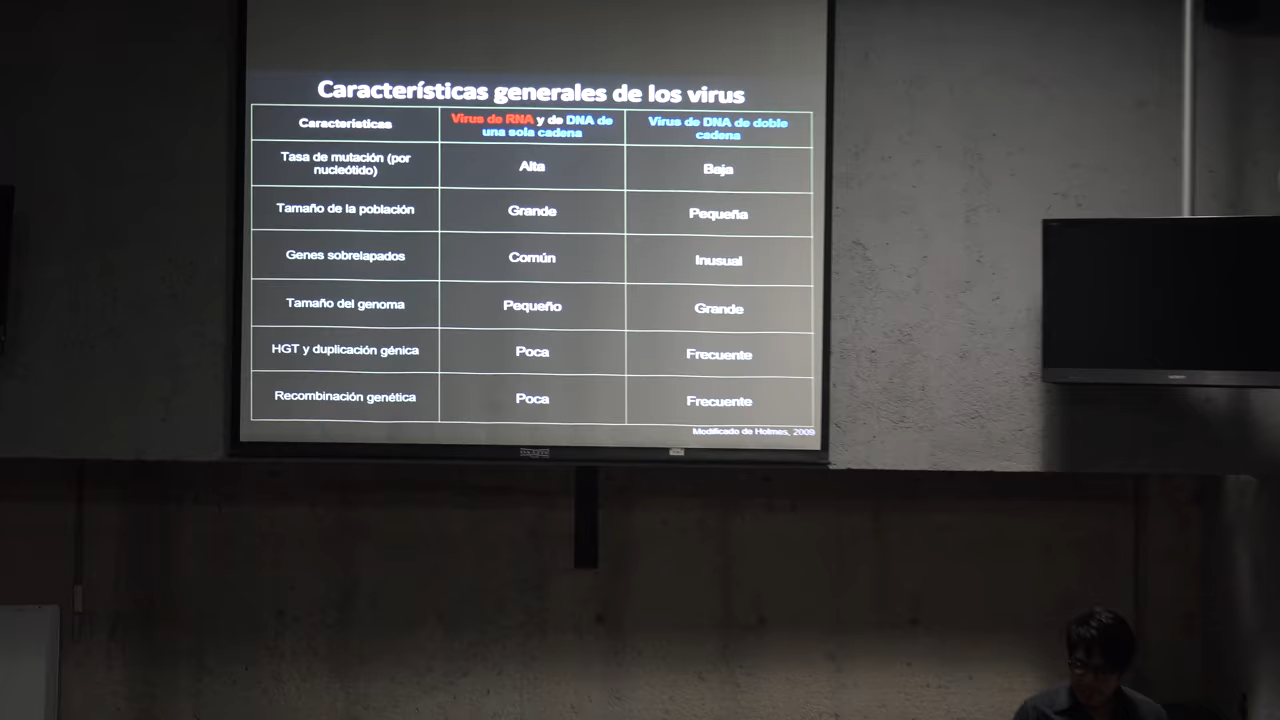 Características generales de los virus
Características
Virus de RNA y de DNA de
una sola cadena
Virus de DNA de doble
cadena
Tasa de mutación (por
nucleótido)
Alta
Baja
Tamaño de la población
Grande
Pequeña
Genes sobrelapados
Común
Inusual
Tamaño del genoma
Pequeño
Grande
HGT y duplicación génica
Poca
Frecuente
Recombinación genética
Poca
Frecuente
Modificado de Holmes, 2009